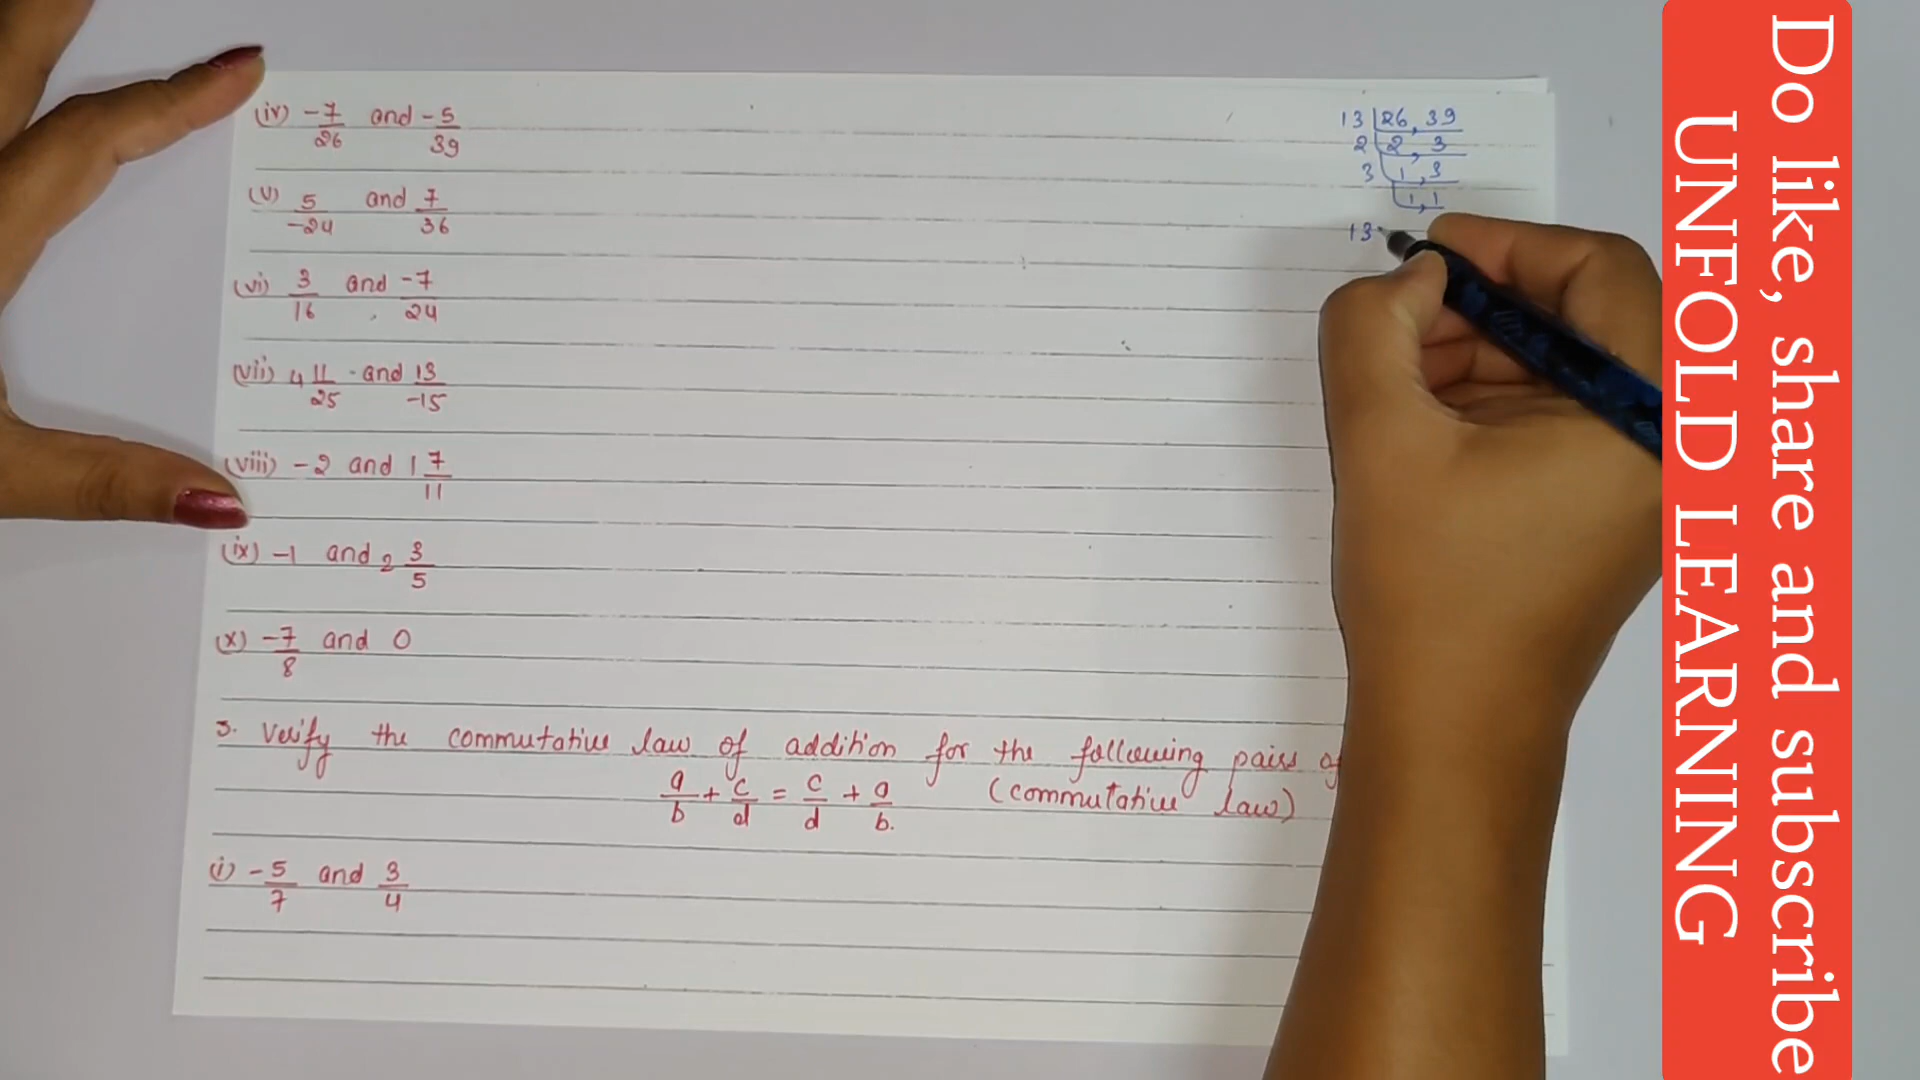 (iv) -7/26 and -5/39
(v) 5/-24 and 7/36
(vi) 3/16 and -7/24
(vii) 4 11/25 and 13/-15
(viii) -2 and 1 7/11
(ix) -1 and 2 3/5
(x) -7/8 and 0
3. Verify the commutative law of addition for the following pairs of
a/b + c/d = c/d + a/b. (commutative law)
(i) -5/7 and 3/4
13 | 26, 39
2 | 2, 3
3 | 1, 3
1, 1
13
Do like, share and subscribe
UNFOLD LEARNING